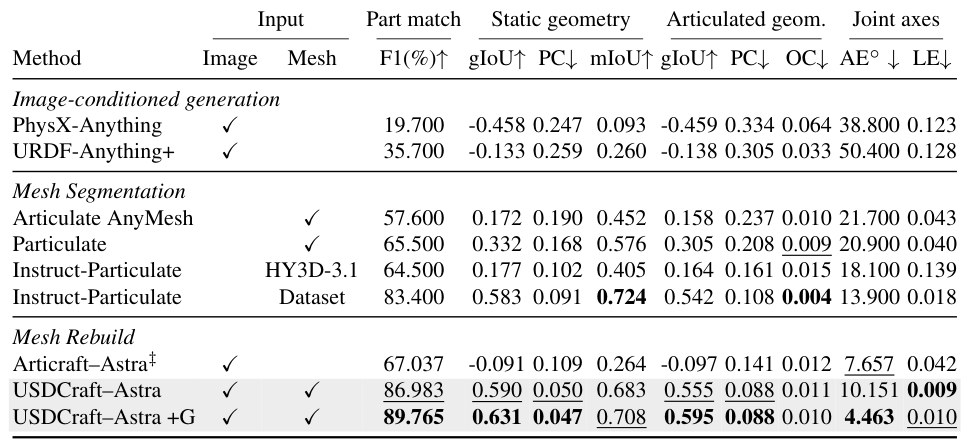 Input Part match Static geometry Articulated geom. Joint axes
Method Image Mesh F1(%)↑ gIoU↑ PC↓ mIoU↑ gIoU↑ PC↓ OC↓ AE° ↓ LE↓
Image-conditioned generation
PhysX-Anything ✓ 19.700 -0.458 0.247 0.093 -0.459 0.334 0.064 38.800 0.123
URDF-Anything+ ✓ 35.700 -0.133 0.259 0.260 -0.138 0.305 0.033 50.400 0.128
Mesh Segmentation
Articulate AnyMesh ✓ 57.600 0.172 0.190 0.452 0.158 0.237 0.010 21.700 0.043
Particulate ✓ 65.500 0.332 0.168 0.576 0.305 0.208 0.009 20.900 0.040
Instruct-Particulate HY3D-3.1 64.500 0.177 0.102 0.405 0.164 0.161 0.015 18.100 0.139
Instruct-Particulate Dataset 83.400 0.583 0.091 0.724 0.542 0.108 0.004 13.900 0.018
Mesh Rebuild
Articraft–Astra‡ ✓ 67.037 -0.091 0.109 0.264 -0.097 0.141 0.012 7.657 0.042
USDCraft–Astra ✓ ✓ 86.983 0.590 0.050 0.683 0.555 0.088 0.011 10.151 0.009
USDCraft–Astra +G ✓ ✓ 89.765 0.631 0.047 0.708 0.595 0.088 0.010 4.463 0.010